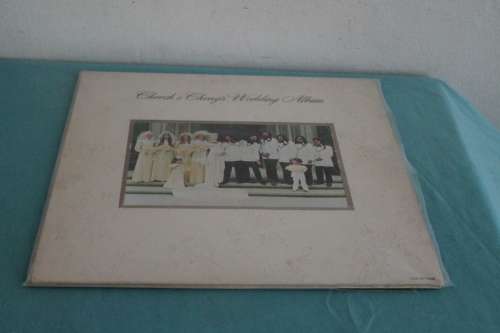 Cheech & Chong's Wedding Album